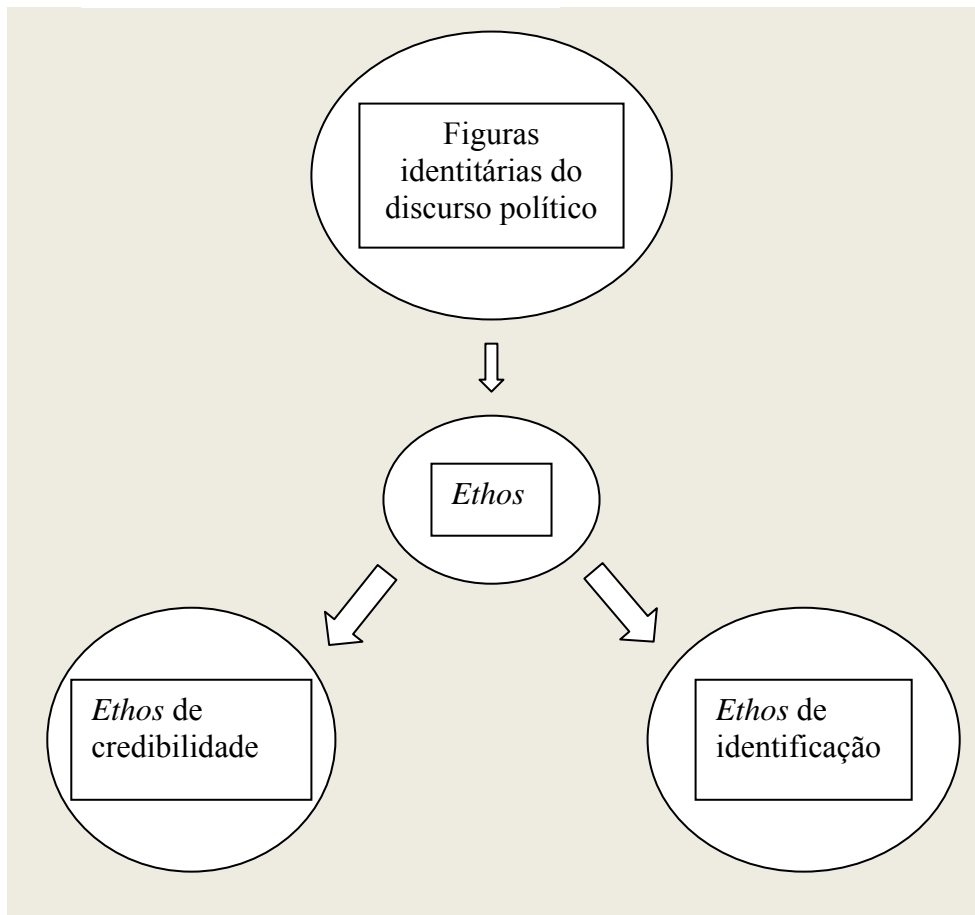 Figuras
identitárias do
discurso político
Ethos
Ethos de
credibilidade
Ethos de
identificação